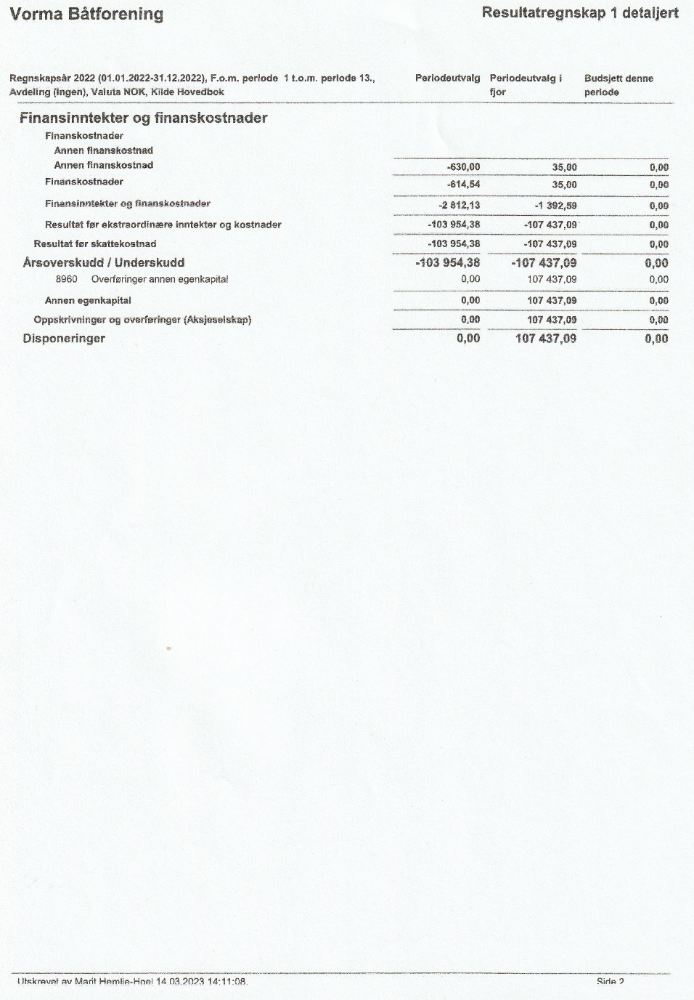 Vorma Båtforening Resultatregnskap 1 detaljert
Regnskapsår 2022 (01.01.2022-31.12.2022), F.o.m. periode 1 t.o.m. periode 13., Periodeutvalg Periodeutvalg i Budsjett denne
Avdeling (Ingen), Valuta NOK, Kilde Hovedbok fjor periode
Finansinntekter og finanskostnader
Finanskostnader
Annen finanskostnad
Annen finanskostnad -630,00 35,00 0,00
Finanskostnader -614,54 35,00 0,00
Finansinntekter og finanskostnader -2 812,13 -1 392,59 0,00
Resultat før ekstraordinære inntekter og kostnader -103 954,38 -107 437,09 0,00
Resultat før skattekostnad -103 954,38 -107 437,09 0,00
Årsoverskudd / Underskudd -103 954,38 -107 437,09 0,00
8960 Overføringer annen egenkapital 0,00 107 437,09 0,00
Annen egenkapital 0,00 107 437,09 0,00
Oppskrivninger og overføringer (Aksjeselskap) 0,00 107 437,09 0,00
Disponeringer 0,00 107 437,09 0,00
Utskrevet av Marit Hemlie-Hoel 14.03.2023 14:11:08. Side 2